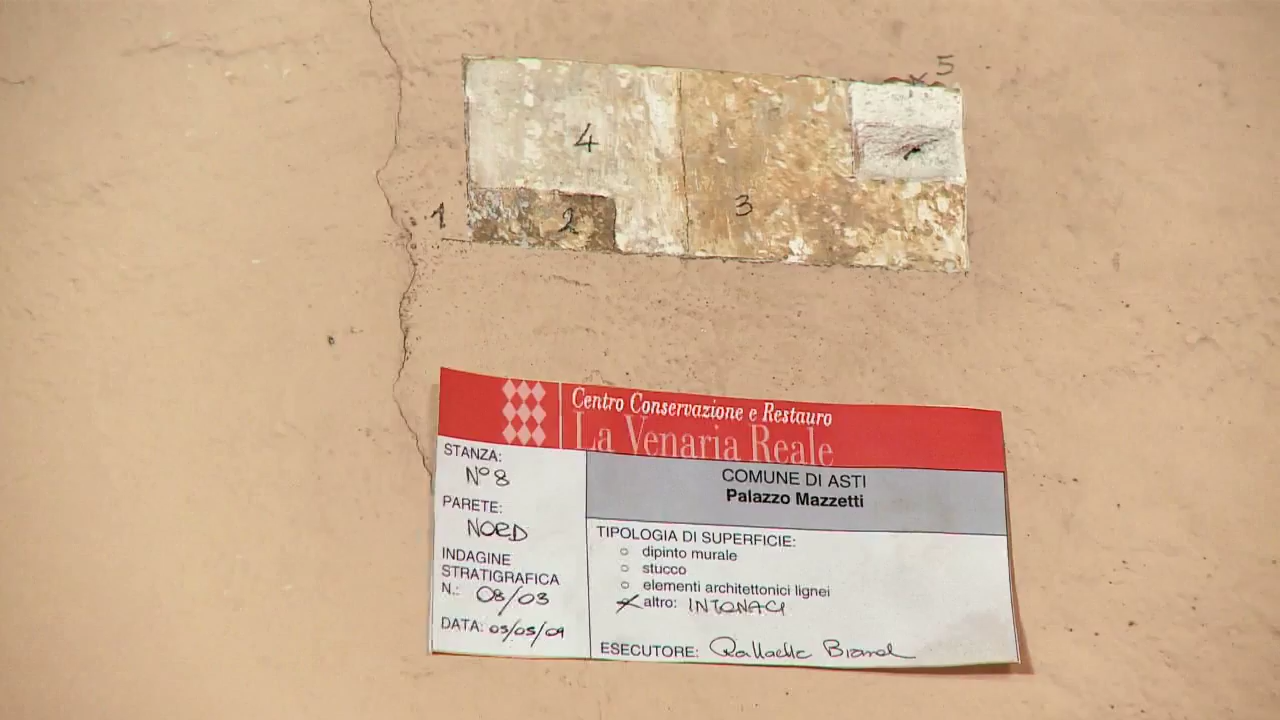 5
4
1
2
3
Centro Conservazione e Restauro
La Venaria Reale
STANZA:
N° 8
COMUNE DI ASTI
Palazzo Mazzetti
PARETE:
NORD
TIPOLOGIA DI SUPERFICIE:
dipinto murale
stucco
elementi architettonici lignei
altro: INTONACI
INDAGINE
STRATIGRAFICA
N.: 08/03
DATA: 05/05/09
ESECUTORE: